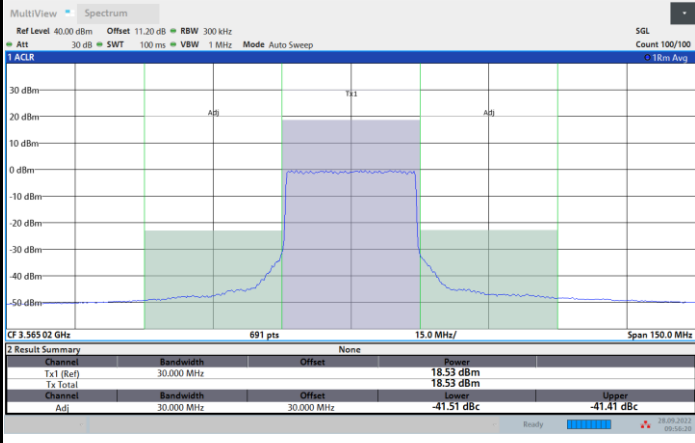 MultiView Spectrum
Ref Level 40.00 dBm Offset 11.20 dB RBW 300 kHz SGL
Att 30 dB SWT 100 ms VBW 1 MHz Mode Auto Sweep Count 100/100
1 ACLR 1Rm Avg
30 dBm
Tx1
20 dBm
Adj Adj
10 dBm
0 dBm
-10 dBm
-20 dBm
-30 dBm
-40 dBm
-50 dBm
CF 3.565 02 GHz 691 pts 15.0 MHz/ Span 150.0 MHz
2 Result Summary None
Channel Bandwidth Offset Power
Tx1 (Ref) 30.000 MHz 18.53 dBm
Tx Total 18.53 dBm
Channel Bandwidth Offset Lower Upper
Adj 30.000 MHz 30.000 MHz -41.51 dBc -41.41 dBc
Ready
09:56:20